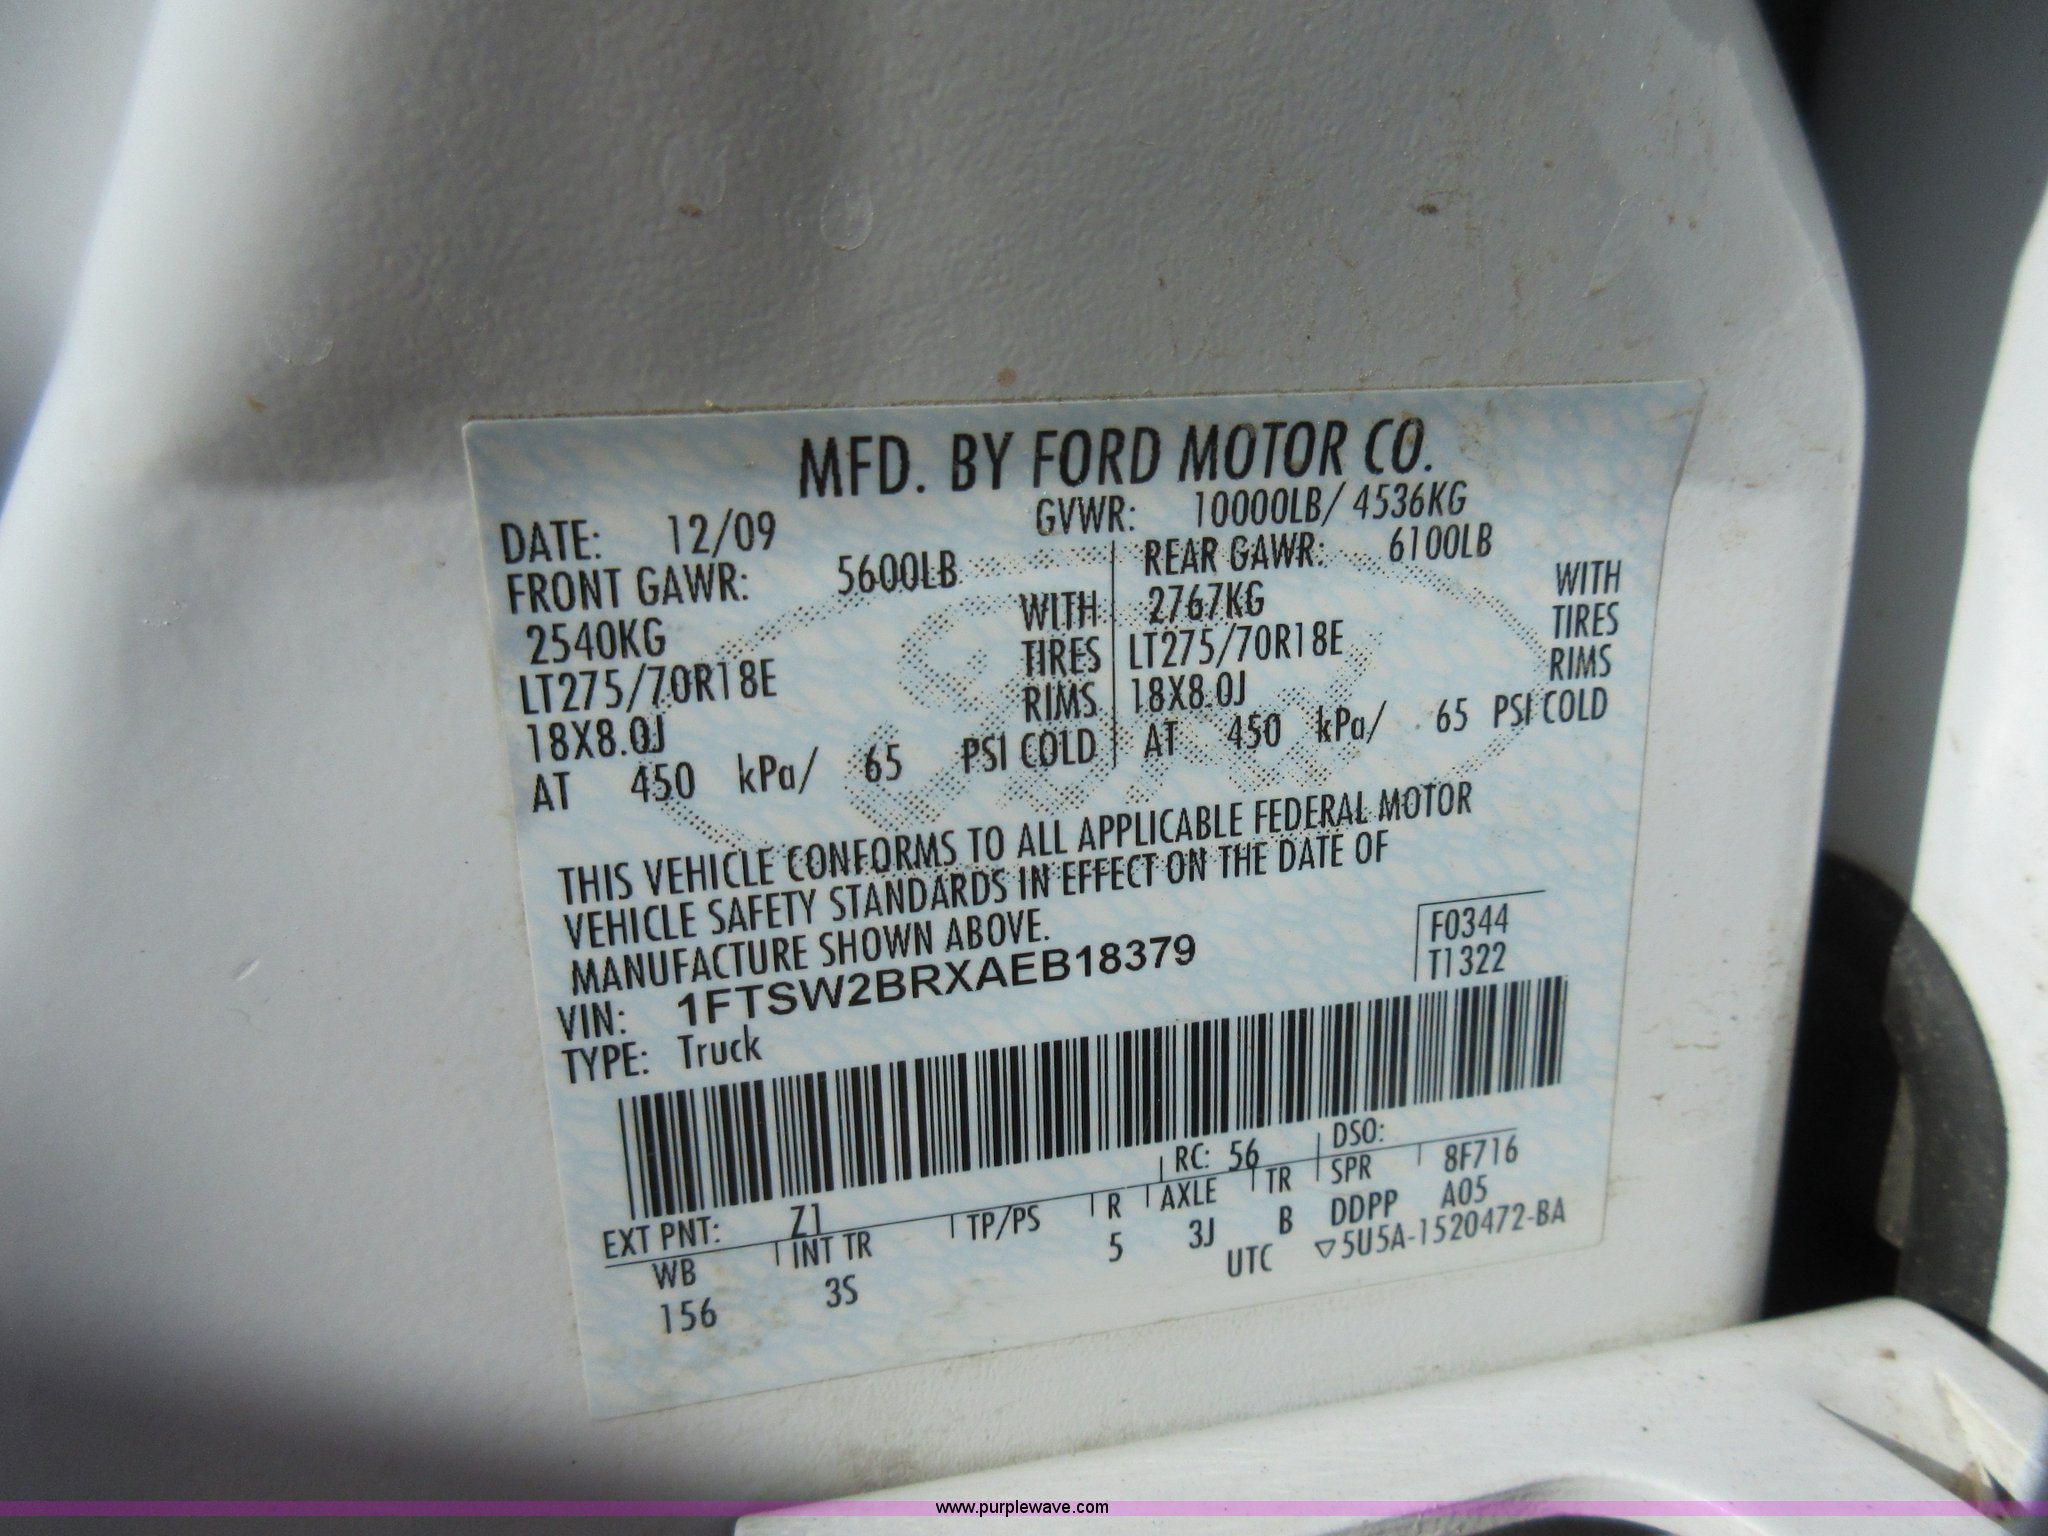 MFD. BY FORD MOTOR CO.
DATE: 12/09 GVWR: 10000LB/ 4536KG
FRONT GAWR: 5600LB REAR GAWR: 6100LB
2540KG WITH 2767KG WITH
LT275/70R18E TIRES LT275/70R18E TIRES
18X8.0J RIMS 18X8.0J RIMS
AT 450 kPa/ 65 PSI COLD AT 450 kPa/ 65 PSI COLD
THIS VEHICLE CONFORMS TO ALL APPLICABLE FEDERAL MOTOR
VEHICLE SAFETY STANDARDS IN EFFECT ON THE DATE OF
MANUFACTURE SHOWN ABOVE.
F0344
VIN: 1FTSW2BRXAEB18379 T1322
TYPE: Truck
EXT PNT: Z1 RC: 56 DSO:
WB INT TR TP/PS R AXLE TR SPR 8F716
156 3S 5 3J B DDPP A05
UTC ▽5U5A-1520472-BA
www.purplewave.com